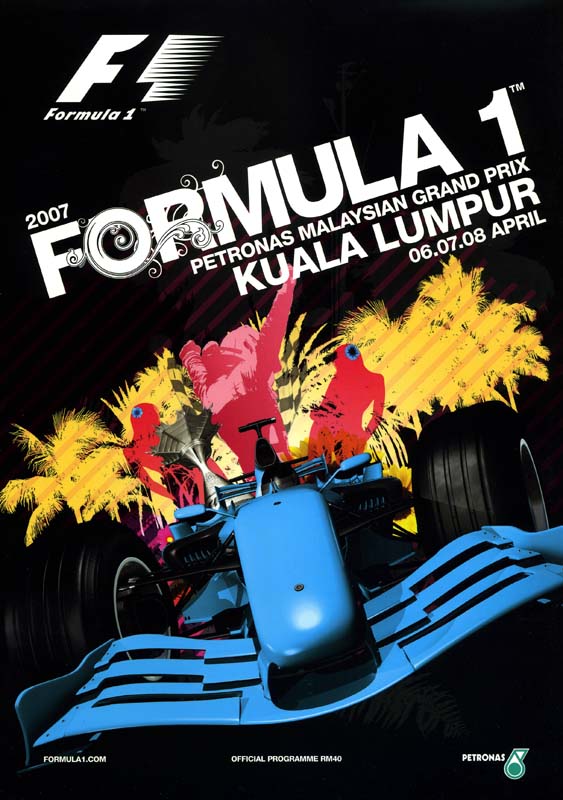 F1
Formula 1™
2007
FORMULA 1™
PETRONAS MALAYSIAN GRAND PRIX
KUALA LUMPUR
06.07.08 APRIL
FORMULA1.COM
OFFICIAL PROGRAMME RM40
PETRONAS